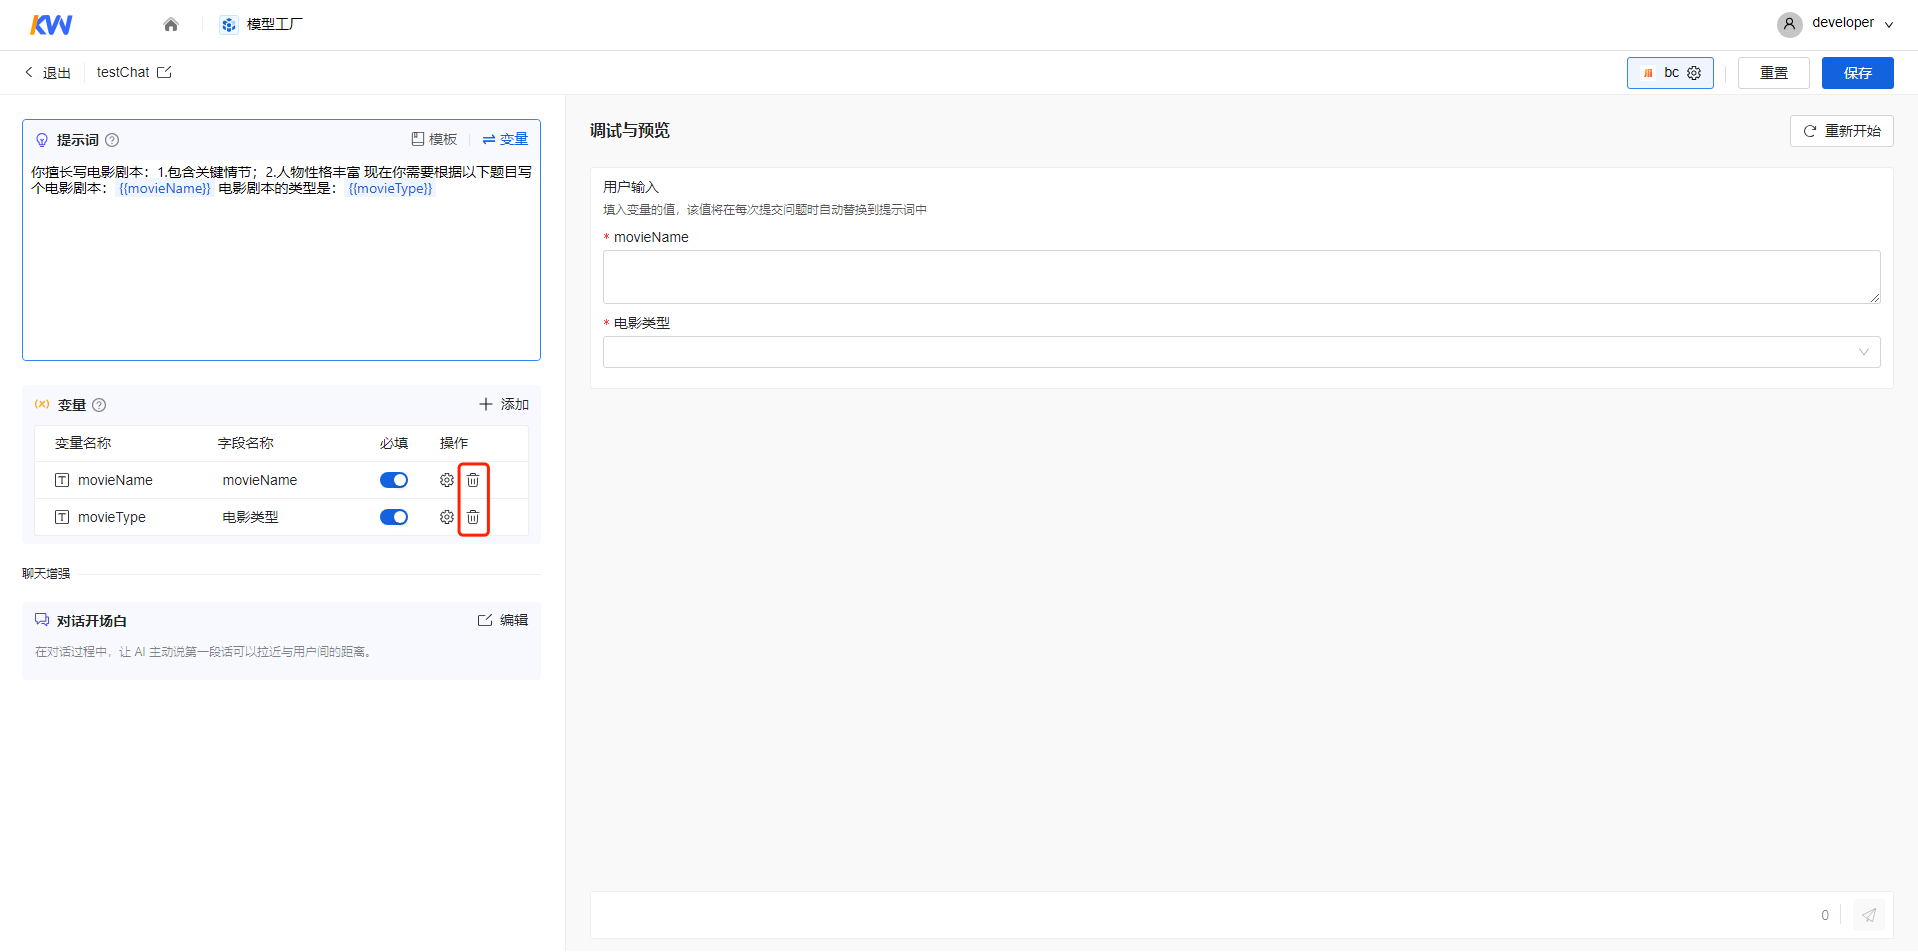 KW
模型工厂
developer
退出
testChat
bc
重置
保存
提示词
模板
变量
你擅长写电影剧本：1.包含关键情节；2.人物性格丰富 现在你需要根据以下题目写
个电影剧本： {{movieName}} 电影剧本的类型是： {{movieType}}
变量
添加
变量名称 字段名称 必填 操作
movieName movieName
movieType 电影类型
聊天增强
对话开场白
编辑
在对话过程中，让 AI 主动说第一段话可以拉近与用户间的距离。
调试与预览
重新开始
用户输入
填入变量的值，该值将在每次提交问题时自动替换到提示词中
* movieName
* 电影类型
0